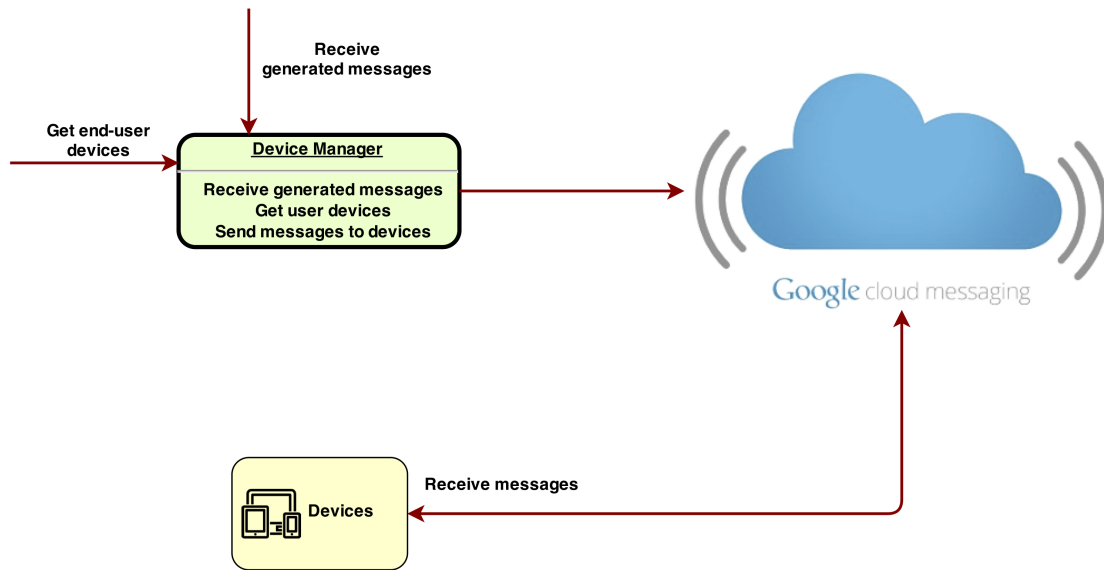 Receive
generated messages
Get end-user
devices
Device Manager
Receive generated messages
Get user devices
Send messages to devices
Google cloud messaging
Receive messages
Devices